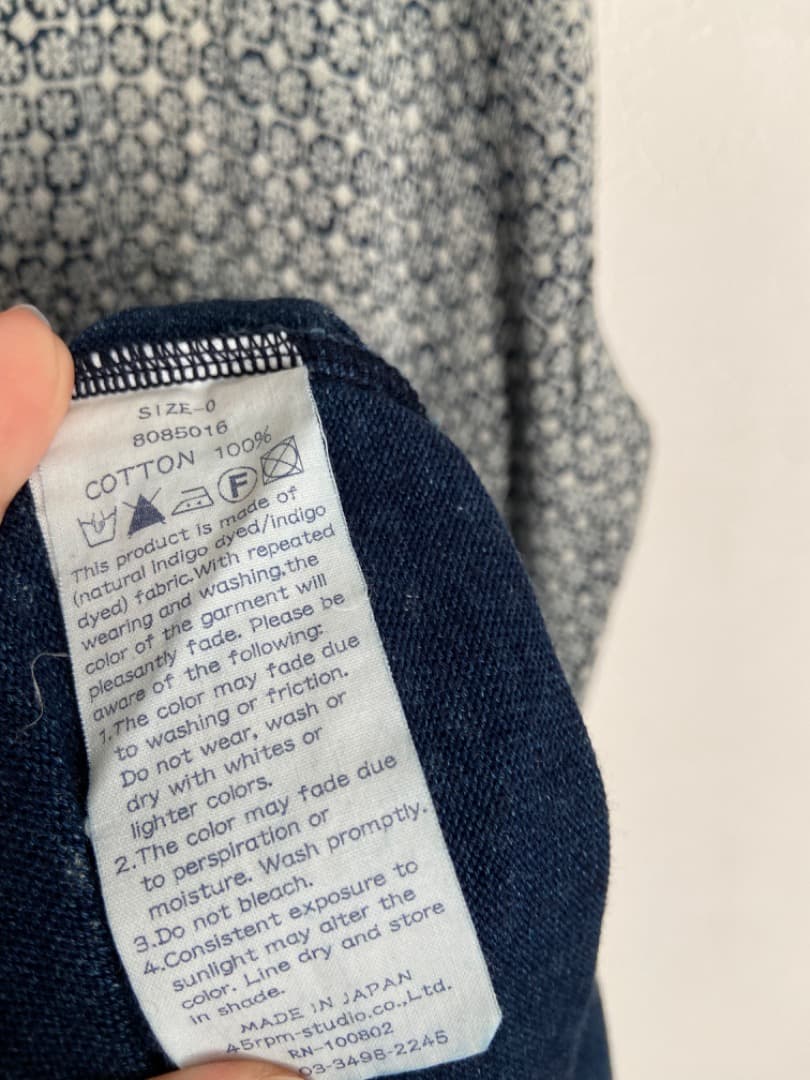 SIZE-0
8085016
COTTON 100%
F
This product is made of
(natural Indigo dyed/indigo
dyed) fabric.With repeated
wearing and washing,the
color of the garment will
pleasantly fade. Please be
aware of the following:
1.The color may fade due
to washing or friction.
Do not wear, wash or
dry with whites or
lighter colors.
2.The color may fade due
to perspiration or
moisture. Wash promptly.
3.Do not bleach.
4.Consistent exposure to
sunlight may alter the
color. Line dry and store
in shade.
MADE IN JAPAN
45rpm-studio.co.,Ltd.
RN-100802
03-3498-2245